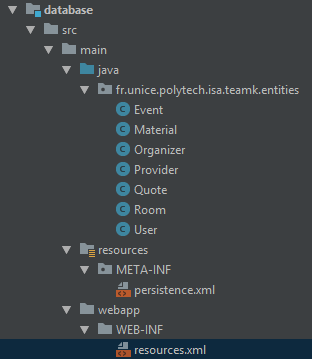 database
src
main
java
fr.unice.polytech.isa.teamk.entities
Event
Material
Organizer
Provider
Quote
Room
User
resources
META-INF
persistence.xml
webapp
WEB-INF
resources.xml